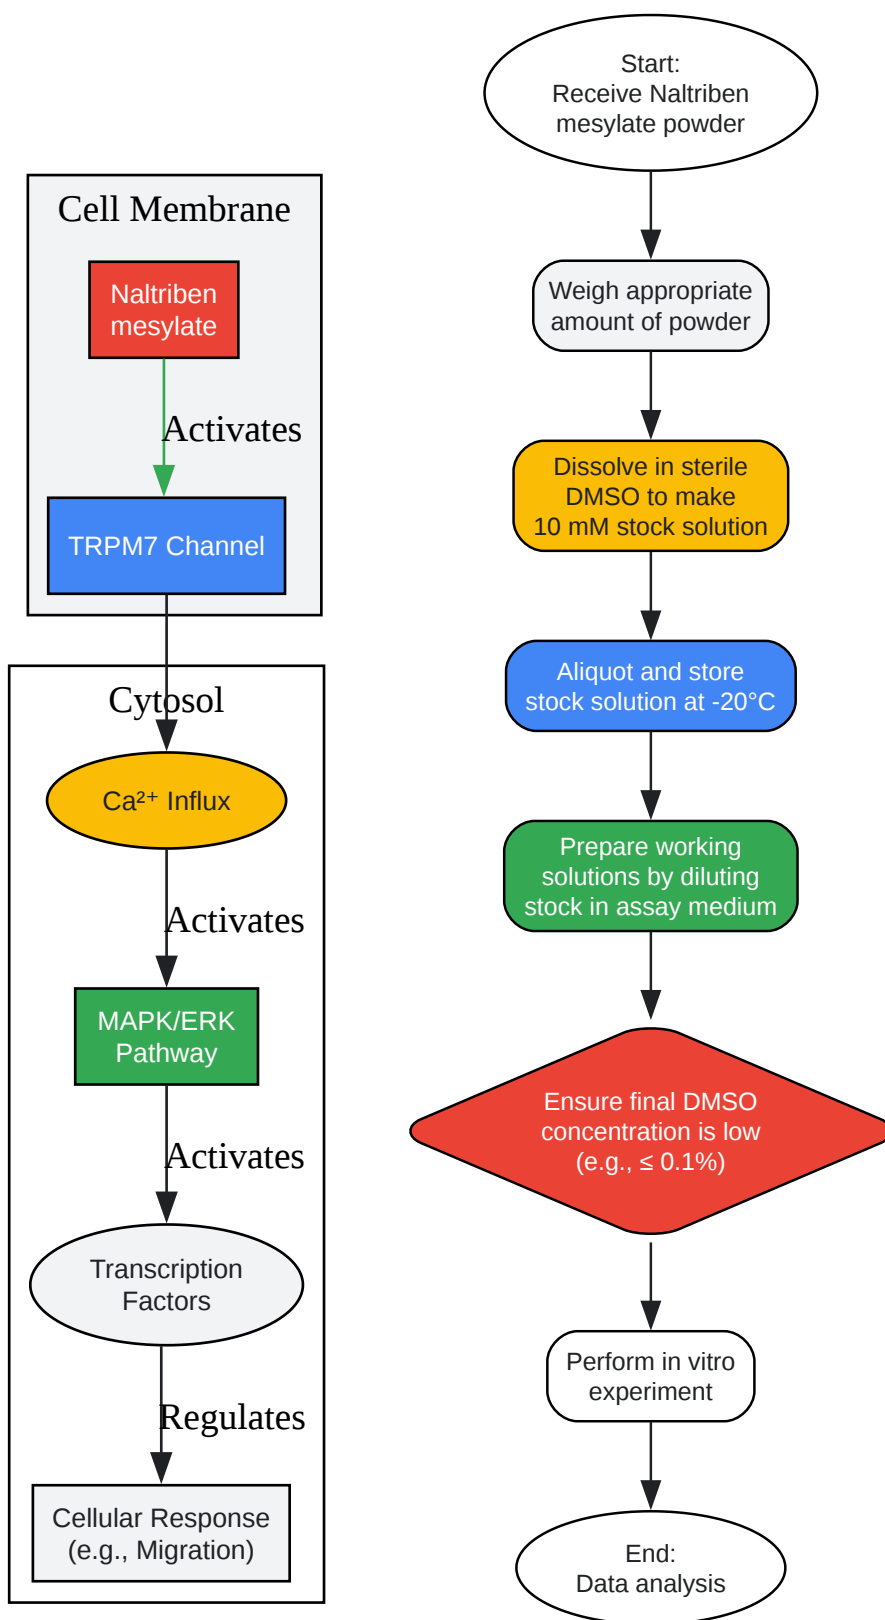 Cell Membrane
Naltriben
mesylate
Activates
TRPM7 Channel
Cytosol
Ca²⁺ Influx
Activates
MAPK/ERK
Pathway
Activates
Transcription
Factors
Regulates
Cellular Response
(e.g., Migration)
Start:
Receive Naltriben
mesylate powder
Weigh appropriate
amount of powder
Dissolve in sterile
DMSO to make
10 mM stock solution
Aliquot and store
stock solution at -20°C
Prepare working
solutions by diluting
stock in assay medium
Ensure final DMSO
concentration is low
(e.g., ≤ 0.1%)
Perform in vitro
experiment
End:
Data analysis